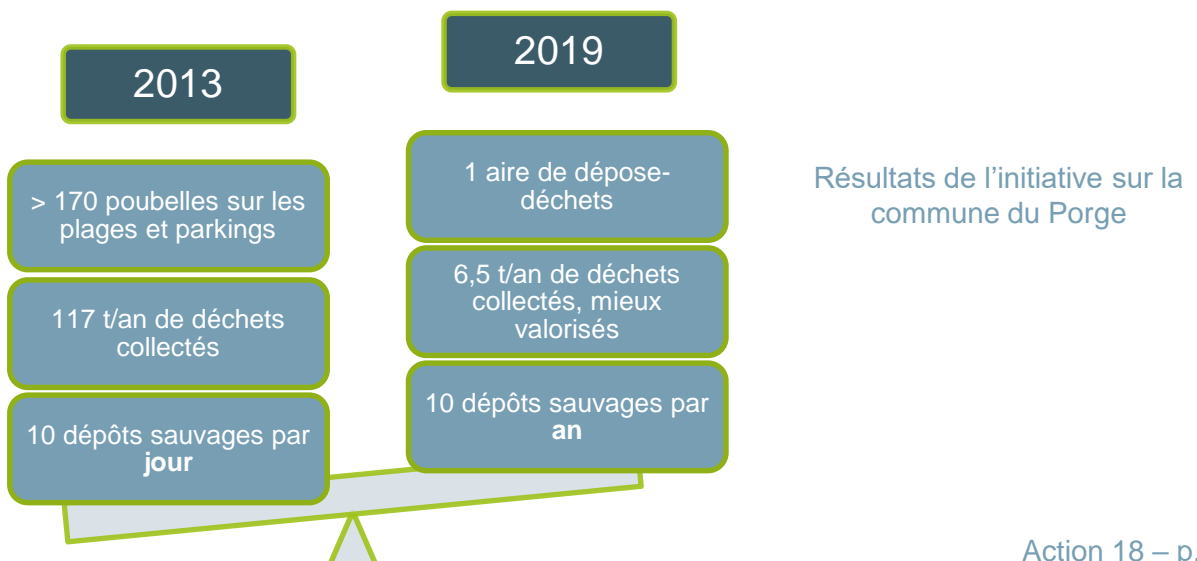 2013
> 170 poubelles sur les
plages et parkings
117 t/an de déchets
collectés
10 dépôts sauvages par
jour
2019
1 aire de dépose-
déchets
6,5 t/an de déchets
collectés, mieux
valorisés
10 dépôts sauvages par
an
Résultats de l’initiative sur la
commune du Porge
Action 18 – p.